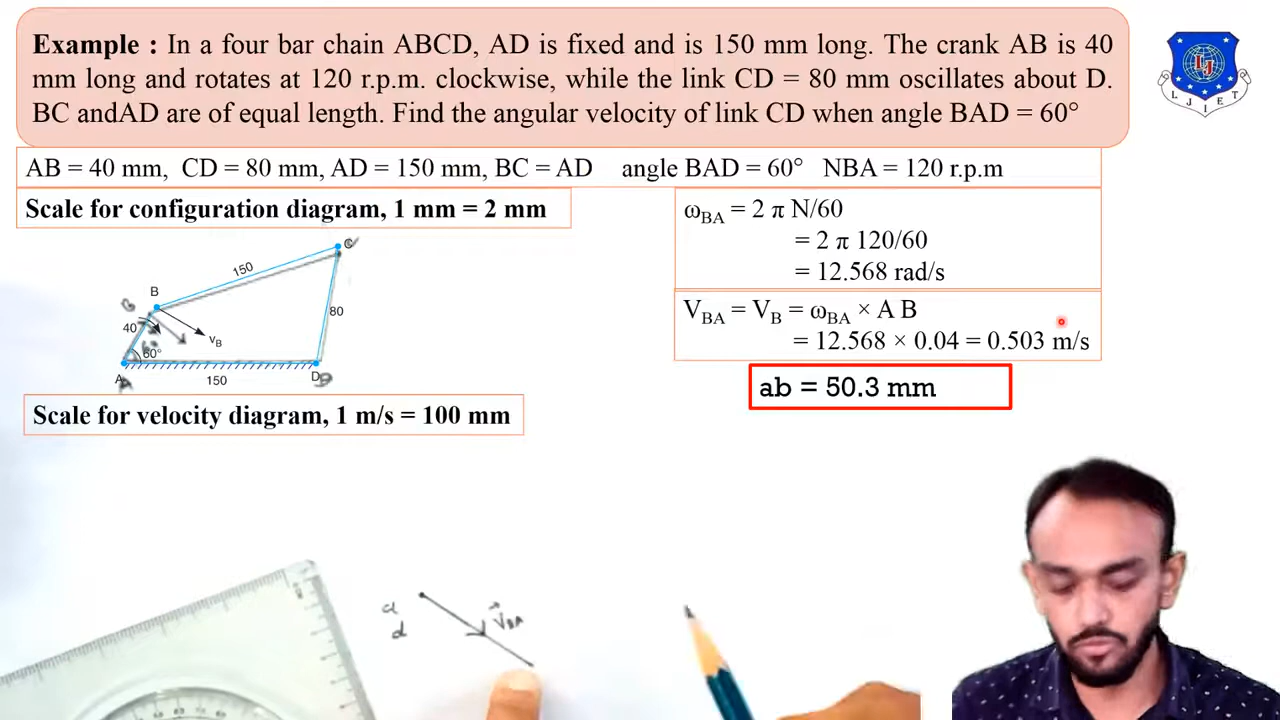 Example : In a four bar chain ABCD, AD is fixed and is 150 mm long. The crank AB is 40
mm long and rotates at 120 r.p.m. clockwise, while the link CD = 80 mm oscillates about D.
BC andAD are of equal length. Find the angular velocity of link CD when angle BAD = 60°
LJIET
AB = 40 mm, CD = 80 mm, AD = 150 mm, BC = AD angle BAD = 60° NBA = 120 r.p.m
Scale for configuration diagram, 1 mm = 2 mm
ωBA = 2 π N/60
= 2 π 120/60
= 12.568 rad/s
C
150
B
B
80
40
vB
60°
60°
A
150
D
D
VBA = VB = ωBA × A B
= 12.568 × 0.04 = 0.503 m/s
ab = 50.3 mm
Scale for velocity diagram, 1 m/s = 100 mm
a
d
VBA